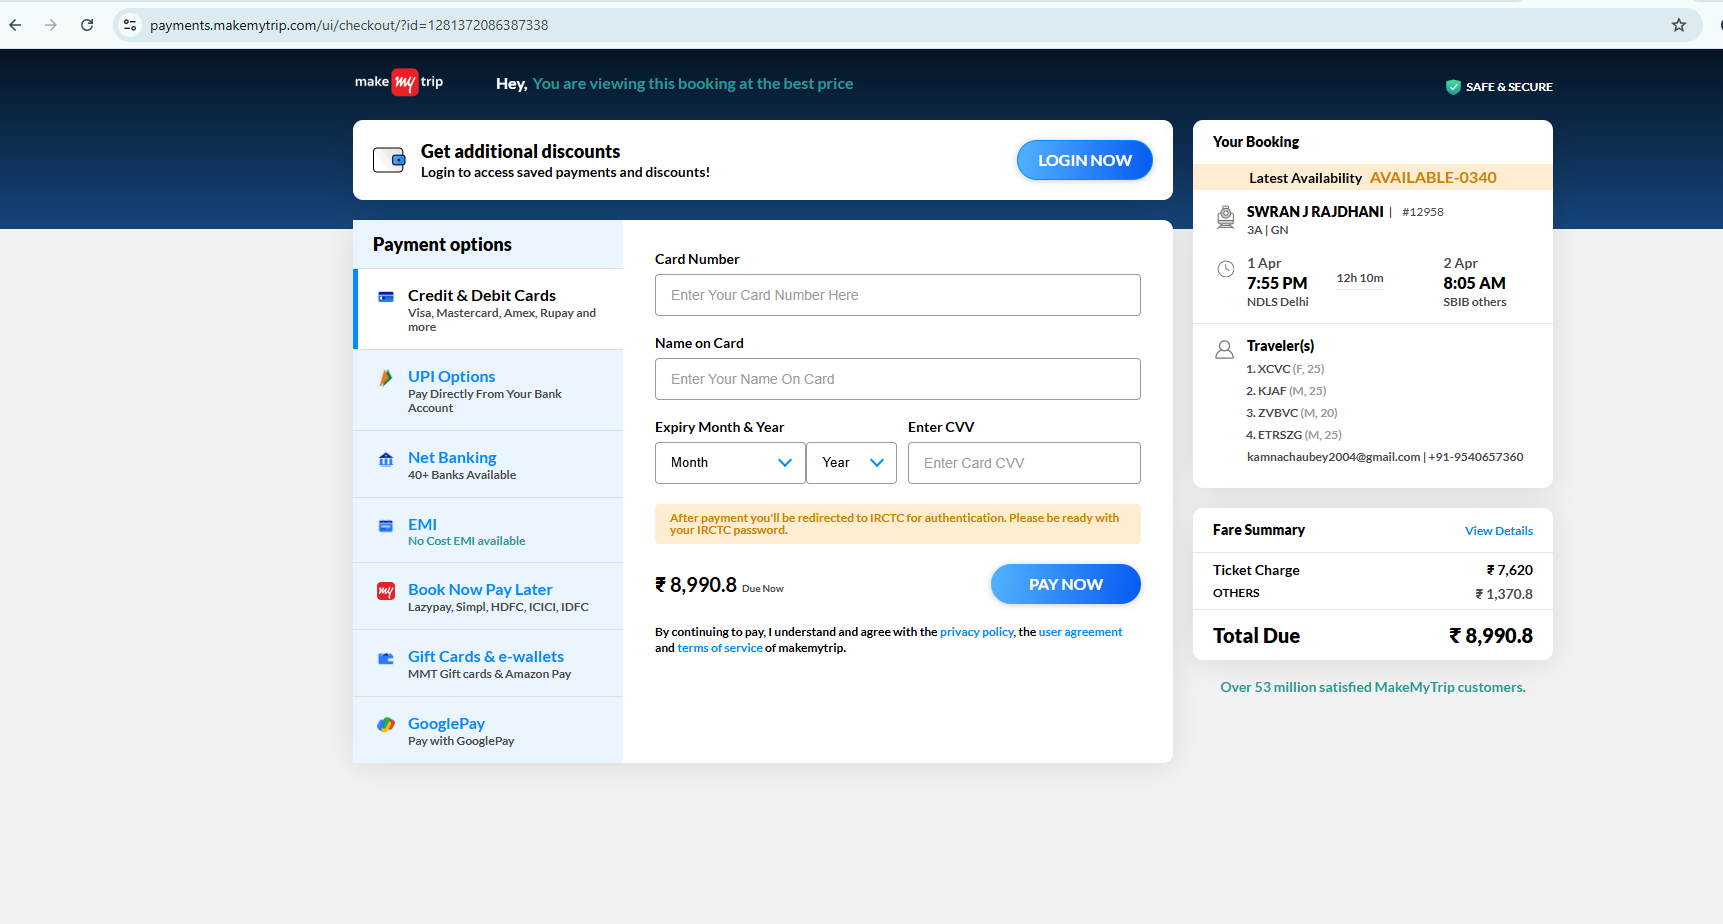 payments.makemytrip.com/ui/checkout/?id=1281372086387338
make my trip
Hey, You are viewing this booking at the best price
SAFE & SECURE
Get additional discounts
Login to access saved payments and discounts!
LOGIN NOW
Payment options
Credit & Debit Cards
Visa, Mastercard, Amex, Rupay and
more
UPI Options
Pay Directly From Your Bank
Account
Net Banking
40+ Banks Available
EMI
No Cost EMI available
my
Book Now Pay Later
Lazypay, Simpl, HDFC, ICICI, IDFC
Gift Cards & e-wallets
MMT Gift cards & Amazon Pay
GooglePay
Pay with GooglePay
Card Number
Enter Your Card Number Here
Name on Card
Enter Your Name On Card
Expiry Month & Year
Enter CVV
Month
Year
Enter Card CVV
After payment you'll be redirected to IRCTC for authentication. Please be ready with
your IRCTC password.
₹ 8,990.8 Due Now
PAY NOW
By continuing to pay, I understand and agree with the privacy policy, the user agreement
and terms of service of makemytrip.
Your Booking
Latest Availability AVAILABLE-0340
SWRAN J RAJDHANI | #12958
3A | GN
1 Apr
7:55 PM
NDLS Delhi
12h 10m
2 Apr
8:05 AM
SBIB others
Traveler(s)
1. XCVC (F, 25)
2. KJAF (M, 25)
3. ZVBVC (M, 20)
4. ETRSZG (M, 25)
kamnachaubey2004@gmail.com | +91-9540657360
Fare Summary
View Details
Ticket Charge ₹ 7,620
OTHERS ₹ 1,370.8
Total Due ₹ 8,990.8
Over 53 million satisfied MakeMyTrip customers.